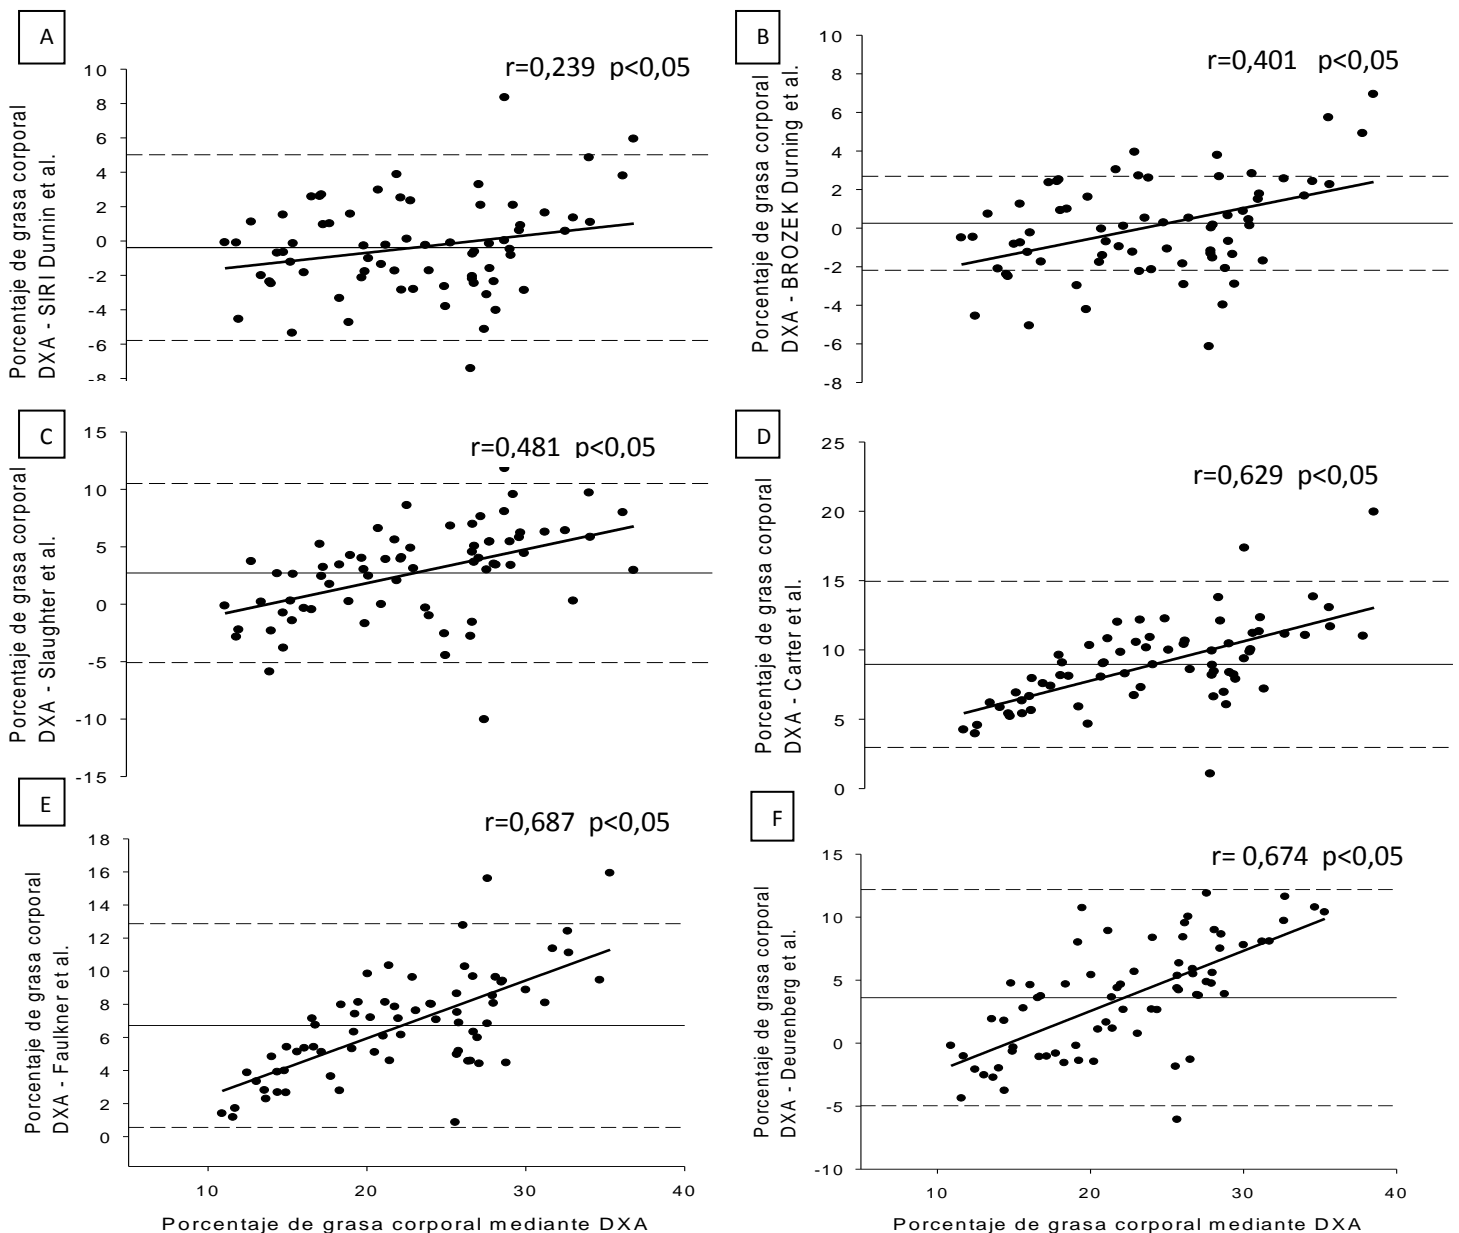 A
r=0,239 p<0,05
Porcentaje de grasa corporal
DXA - SIRI Durnin et al.
10
8
6
4
2
0
-2
-4
-6
-8
B
r=0,401 p<0,05
Porcentaje de grasa corporal
DXA - BROZEK Durning et al.
10
8
6
4
2
0
-2
-4
-6
-8
C
r=0,481 p<0,05
Porcentaje de grasa corporal
DXA - Slaughter et al.
15
10
5
0
-5
-10
-15
D
r=0,629 p<0,05
Porcentaje de grasa corporal
DXA - Carter et al.
25
20
15
10
5
0
E
r=0,687 p<0,05
Porcentaje de grasa corporal
DXA - Faulkner et al.
18
16
14
12
10
8
6
4
2
0
10 20 30 40
Porcentaje de grasa corporal mediante DXA
F
r= 0,674 p<0,05
Porcentaje de grasa corporal
DXA - Deurenberg et al.
15
10
5
0
-5
-10
10 20 30 40
Porcentaje de grasa corporal mediante DXA